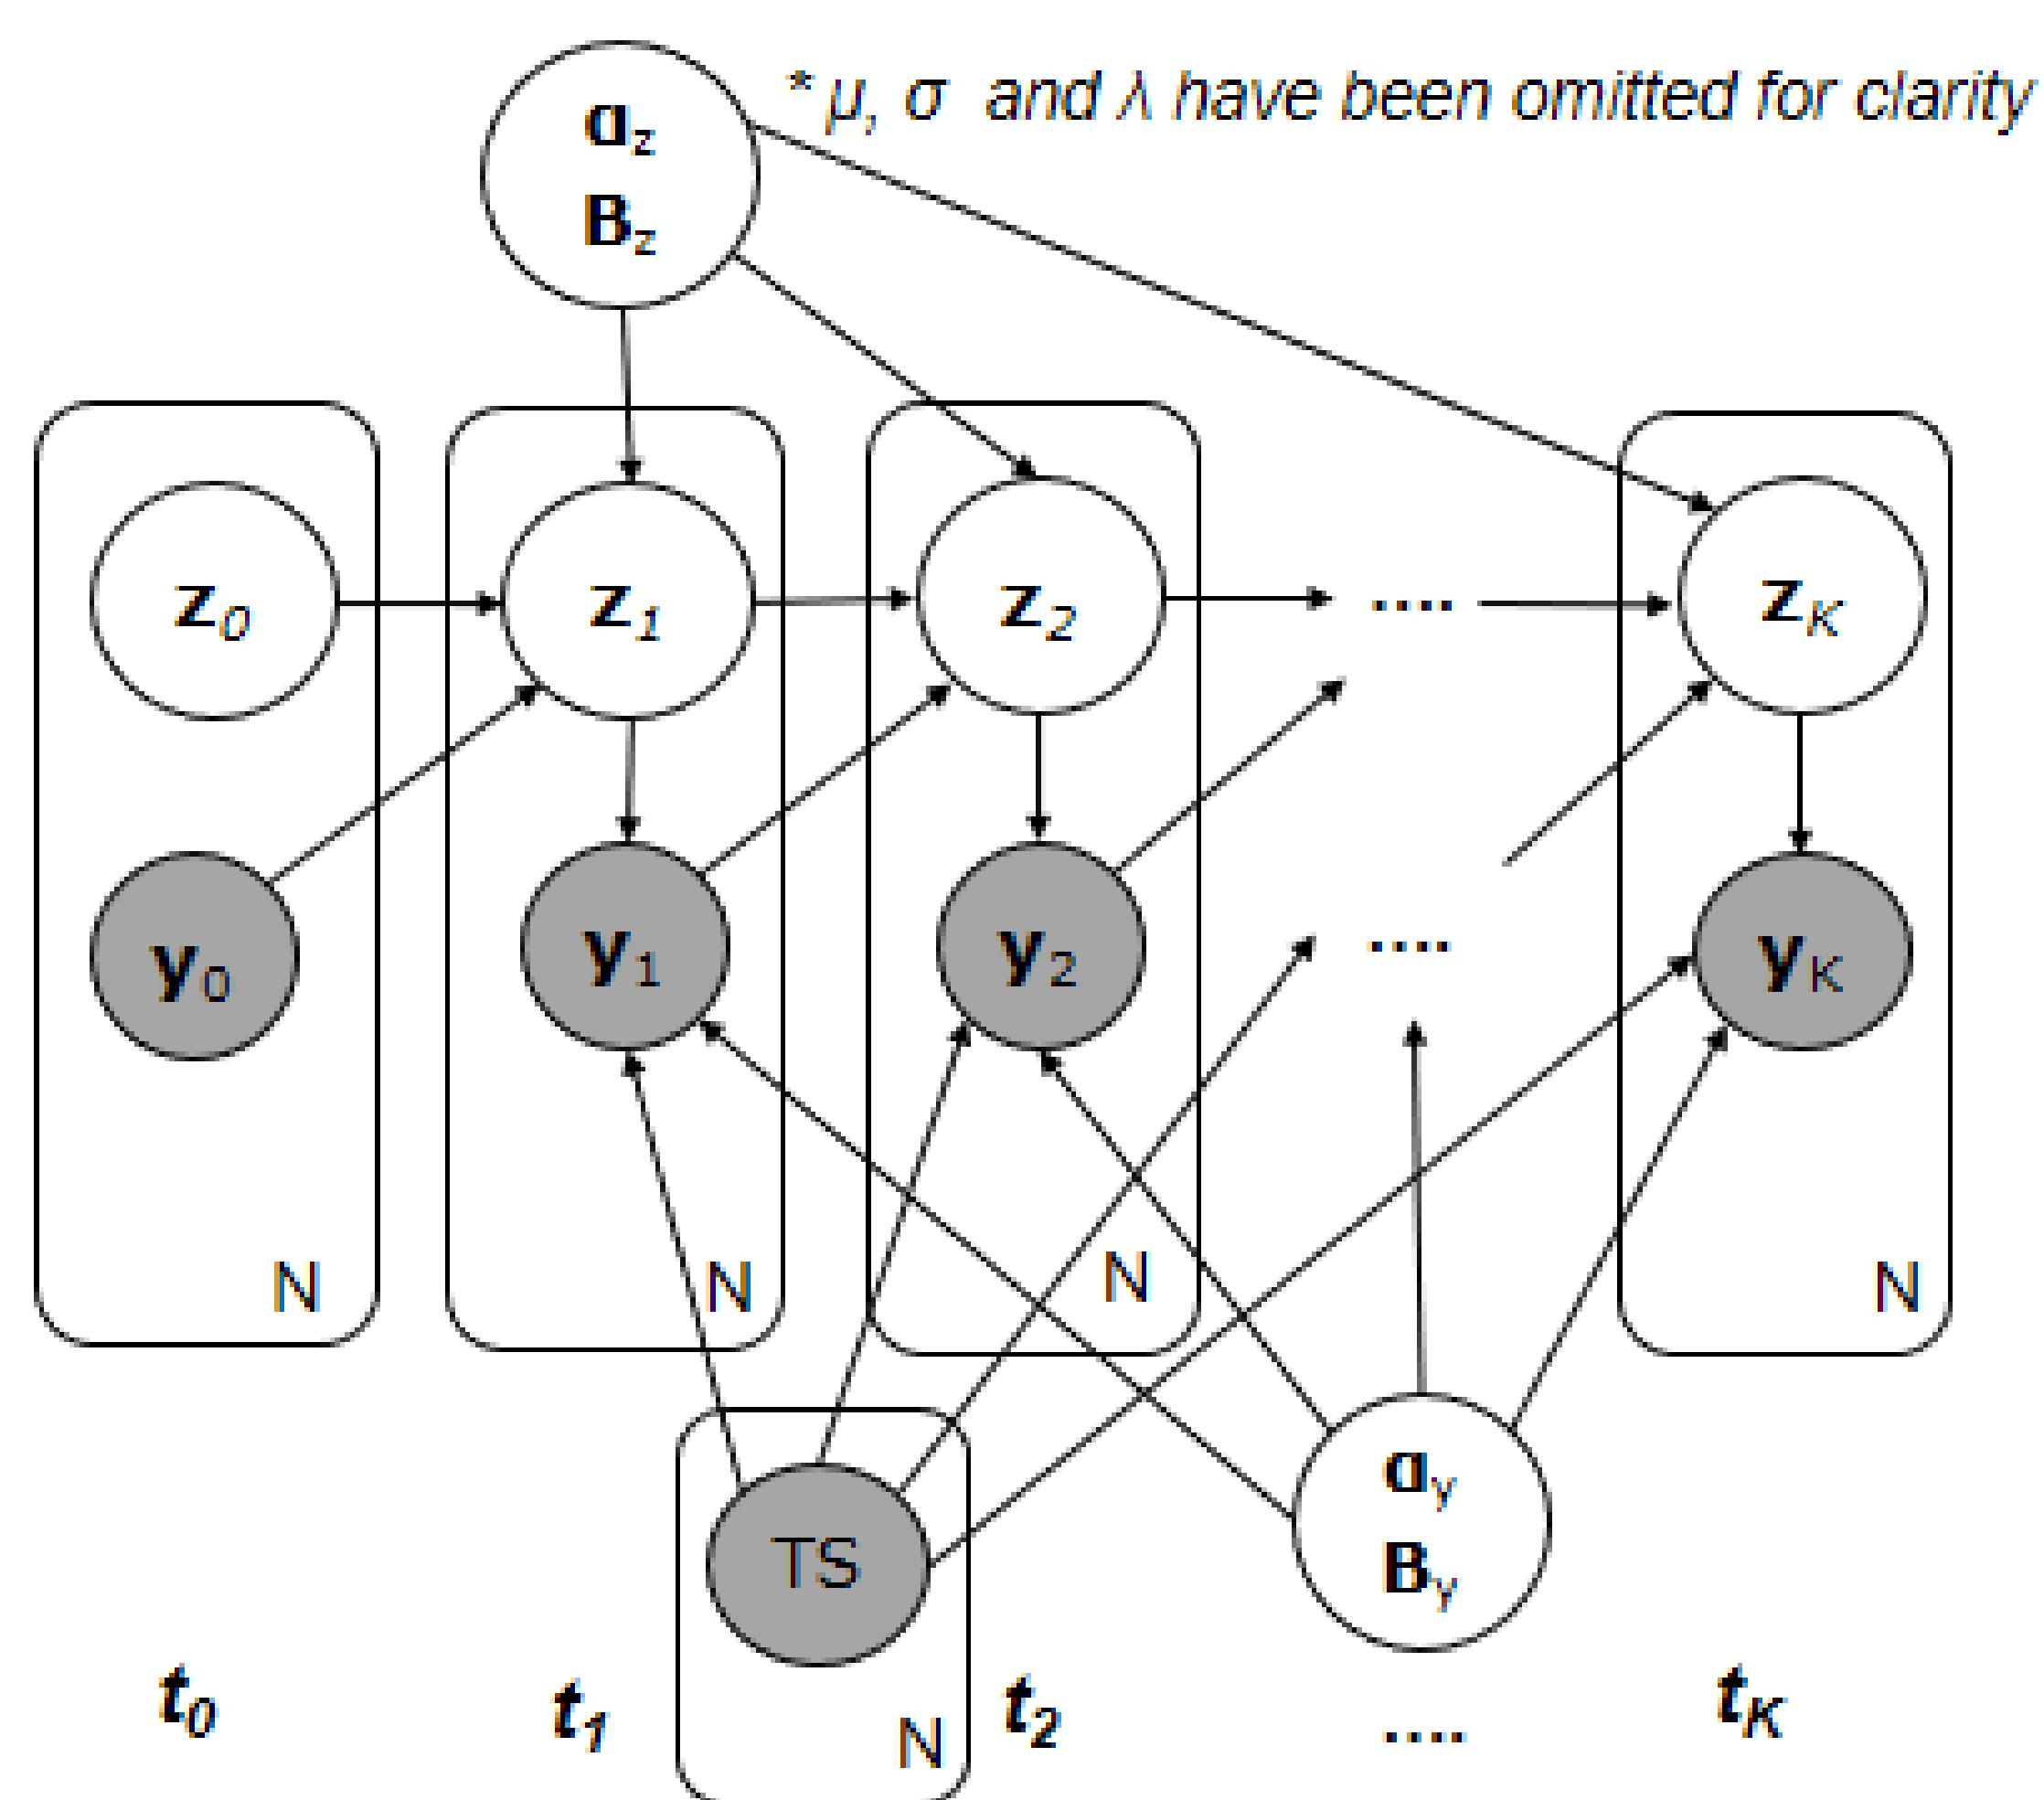 * μ, σ and λ have been omitted for clarity
αz
Bz
z0
z1
z2
....
zK
y0
y1
y2
....
yK
N
N
N
N
αy
By
TS
N
t0
t1
t2
....
tK